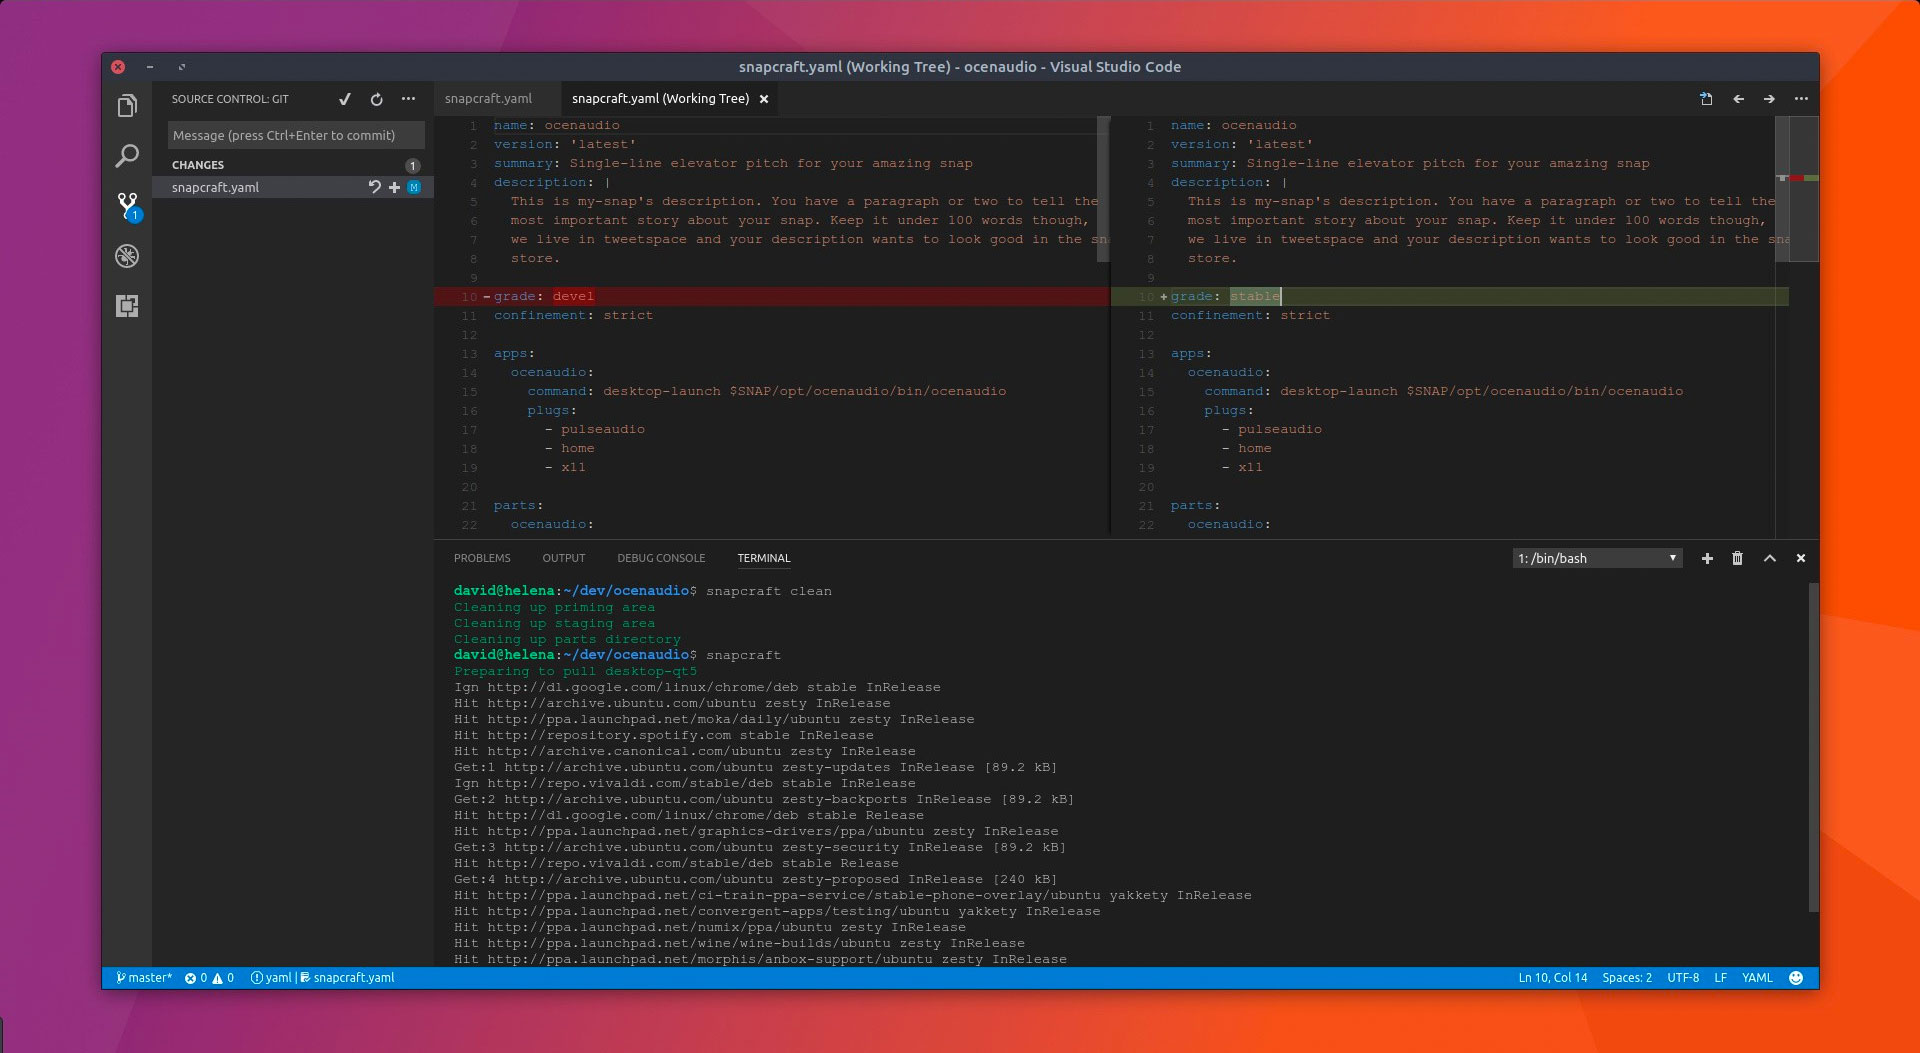 snapcraft.yaml (Working Tree) - ocenaudio - Visual Studio Code
SOURCE CONTROL: GIT
snapcraft.yaml
snapcraft.yaml (Working Tree)
Message (press Ctrl+Enter to commit)
CHANGES 1
snapcraft.yaml M
1
1 name: ocenaudio
2 version: 'latest'
3 summary: Single-line elevator pitch for your amazing snap
4 description: |
5 This is my-snap's description. You have a paragraph or two to tell the
6 most important story about your snap. Keep it under 100 words though,
7 we live in tweetspace and your description wants to look good in the sn
8 store.
9
10 -grade: devel
11 confinement: strict
12
13 apps:
14 ocenaudio:
15 command: desktop-launch $SNAP/opt/ocenaudio/bin/ocenaudio
16 plugs:
17 - pulseaudio
18 - home
19 - x11
20
21 parts:
22 ocenaudio:
1 name: ocenaudio
2 version: 'latest'
3 summary: Single-line elevator pitch for your amazing snap
4 description: |
5 This is my-snap's description. You have a paragraph or two to tell the
6 most important story about your snap. Keep it under 100 words though,
7 we live in tweetspace and your description wants to look good in the sna
8 store.
9
10 +grade: stable
11 confinement: strict
12
13 apps:
14 ocenaudio:
15 command: desktop-launch $SNAP/opt/ocenaudio/bin/ocenaudio
16 plugs:
17 - pulseaudio
18 - home
19 - x11
20
21 parts:
22 ocenaudio:
PROBLEMS OUTPUT DEBUG CONSOLE TERMINAL
1: /bin/bash
david@helena:~/dev/ocenaudio$ snapcraft clean
Cleaning up priming area
Cleaning up staging area
Cleaning up parts directory
david@helena:~/dev/ocenaudio$ snapcraft
Preparing to pull desktop-qt5
Ign http://dl.google.com/linux/chrome/deb stable InRelease
Hit http://archive.ubuntu.com/ubuntu zesty InRelease
Hit http://ppa.launchpad.net/moka/daily/ubuntu zesty InRelease
Hit http://repository.spotify.com stable InRelease
Hit http://archive.canonical.com/ubuntu zesty InRelease
Get:1 http://archive.ubuntu.com/ubuntu zesty-updates InRelease [89.2 kB]
Ign http://repo.vivaldi.com/stable/deb stable InRelease
Get:2 http://archive.ubuntu.com/ubuntu zesty-backports InRelease [89.2 kB]
Hit http://dl.google.com/linux/chrome/deb stable Release
Hit http://ppa.launchpad.net/graphics-drivers/ppa/ubuntu zesty InRelease
Get:3 http://archive.ubuntu.com/ubuntu zesty-security InRelease [89.2 kB]
Hit http://repo.vivaldi.com/stable/deb stable Release
Get:4 http://archive.ubuntu.com/ubuntu zesty-proposed InRelease [240 kB]
Hit http://ppa.launchpad.net/ci-train-ppa-service/stable-phone-overlay/ubuntu yakkety InRelease
Hit http://ppa.launchpad.net/convergent-apps/testing/ubuntu yakkety InRelease
Hit http://ppa.launchpad.net/numix/ppa/ubuntu zesty InRelease
Hit http://ppa.launchpad.net/wine/wine-builds/ubuntu zesty InRelease
Hit http://ppa.launchpad.net/morphis/anbox-support/ubuntu zesty InRelease
master* 0 0 yaml | snapcraft.yaml
Ln 10, Col 14 Spaces: 2 UTF-8 LF YAML